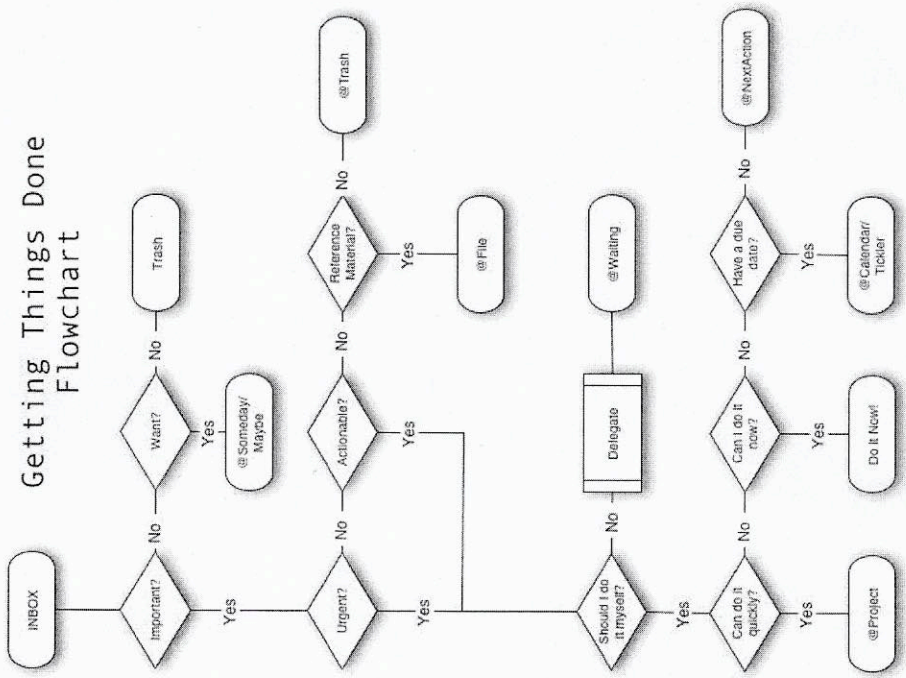 Getting Things Done
Flowchart
INBOX
Important?
No
Want?
No
Trash
Yes
@Someday/
Maybe
Yes
Urgent?
No
Actionable?
No
Reference
Material?
No
@Trash
Yes
Yes
Yes
@File
Should I do
it myself?
No
Delegate
@Waiting
Yes
Can do it
quickly?
No
Can I do it
now?
No
Have a due
date?
No
@NextAction
Yes
Yes
Yes
@Project
Do It Now!
@Calendar/
Tickler